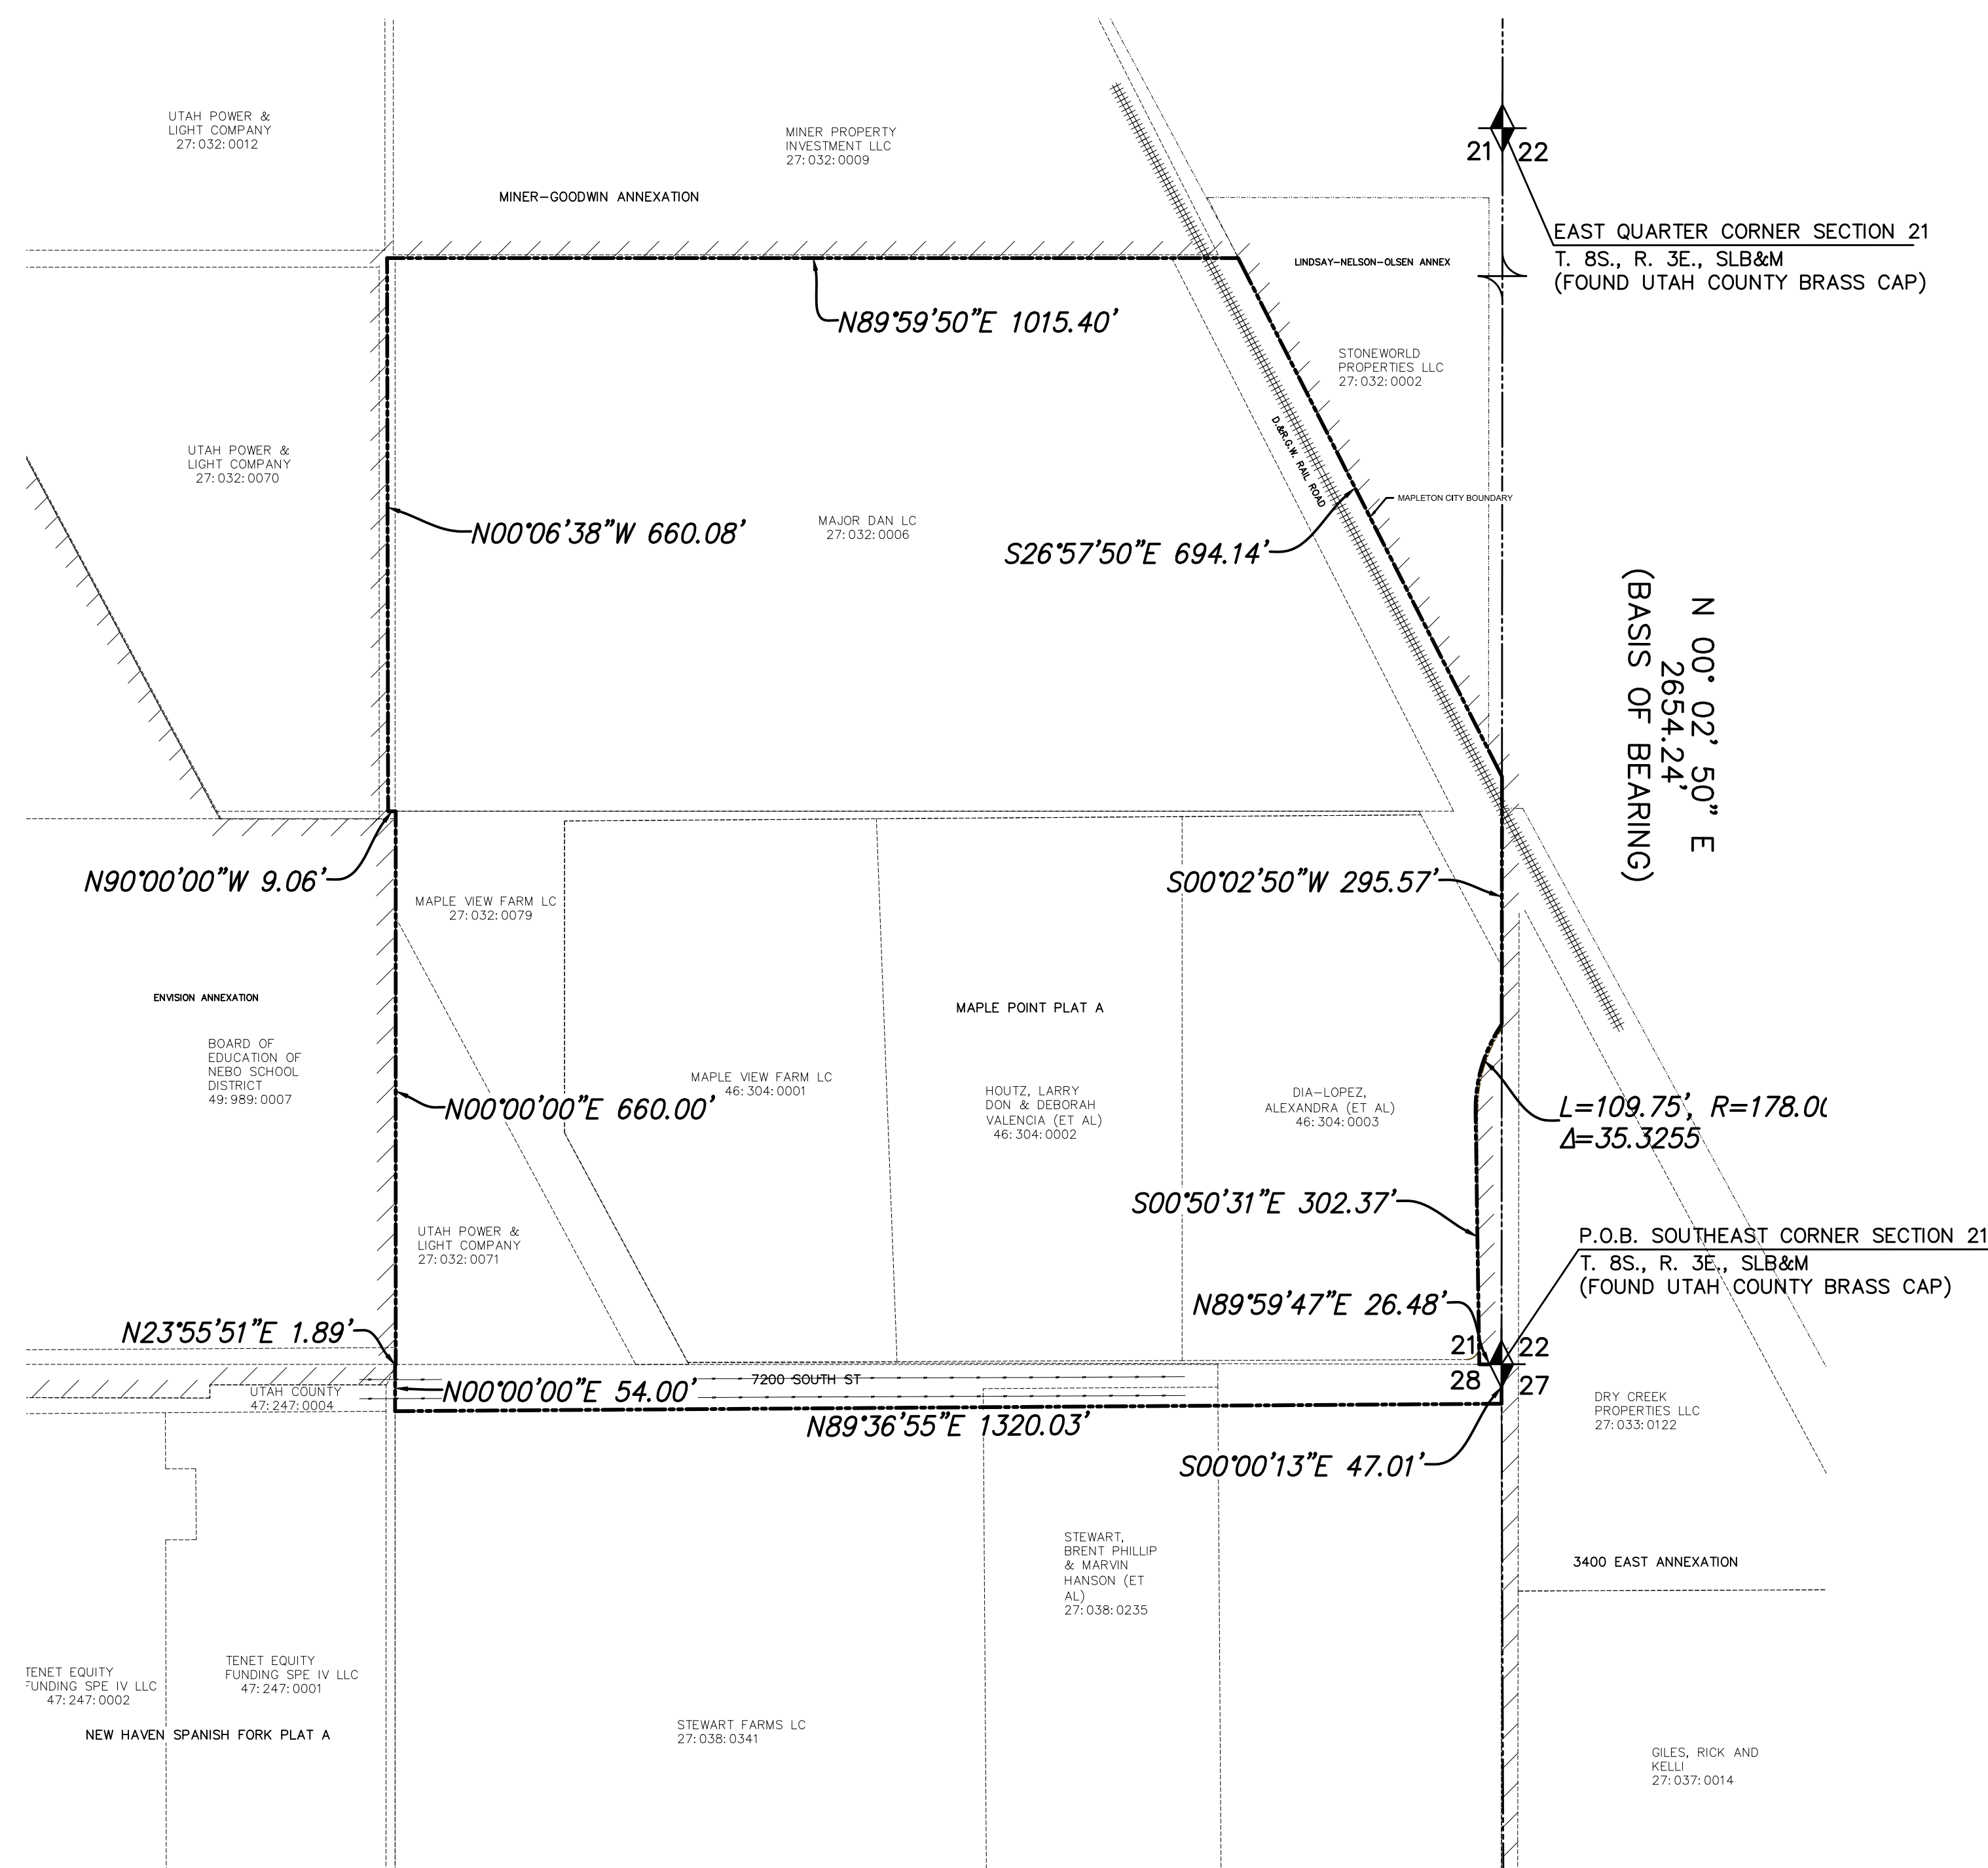 UTAH POWER &
LIGHT COMPANY
27:032:0012
MINER PROPERTY
INVESTMENT LLC
27:032:0009
MINER-GOODWIN ANNEXATION
21 22
EAST QUARTER CORNER SECTION 21
T. 8S., R. 3E., SLB&M
(FOUND UTAH COUNTY BRASS CAP)
LINDSAY-NELSON-OLSEN ANNEX
N89°59'50"E 1015.40'
STONEWORLD
PROPERTIES LLC
27:032:0002
D.&R.G.W. RAIL ROAD
MAPLETON CITY BOUNDARY
UTAH POWER &
LIGHT COMPANY
27:032:0070
N00°06'38"W 660.08'
MAJOR DAN LC
27:032:0006
S26°57'50"E 694.14'
N 00° 02' 50" E
2654.24'
(BASIS OF BEARING)
N90°00'00"W 9.06'
S00°02'50"W 295.57'
MAPLE VIEW FARM LC
27:032:0079
ENVISION ANNEXATION
MAPLE POINT PLAT A
BOARD OF
EDUCATION OF
NEBO SCHOOL
DISTRICT
49:989:0007
MAPLE VIEW FARM LC
46:304:0001
HOUTZ, LARRY
DON & DEBORAH
VALENCIA (ET AL)
46:304:0002
DIA-LOPEZ,
ALEXANDRA (ET AL)
46:304:0003
N00°00'00"E 660.00'
L=109.75', R=178.00
Δ=35.3255
S00°50'31"E 302.37'
UTAH POWER &
LIGHT COMPANY
27:032:0071
P.O.B. SOUTHEAST CORNER SECTION 21
T. 8S., R. 3E., SLB&M
(FOUND UTAH COUNTY BRASS CAP)
N89°59'47"E 26.48'
N23°55'51"E 1.89'
21 22
28 27
7200 SOUTH ST
UTAH COUNTY
47:247:0004
N00°00'00"E 54.00'
N89°36'55"E 1320.03'
DRY CREEK
PROPERTIES LLC
27:033:0122
S00°00'13"E 47.01'
STEWART,
BRENT PHILLIP
& MARVIN
HANSON (ET
AL)
27:038:0235
3400 EAST ANNEXATION
TENET EQUITY
FUNDING SPE IV LLC
47:247:0002
TENET EQUITY
FUNDING SPE IV LLC
47:247:0001
NEW HAVEN SPANISH FORK PLAT A
STEWART FARMS LC
27:038:0341
GILES, RICK AND
KELLI
27:037:0014